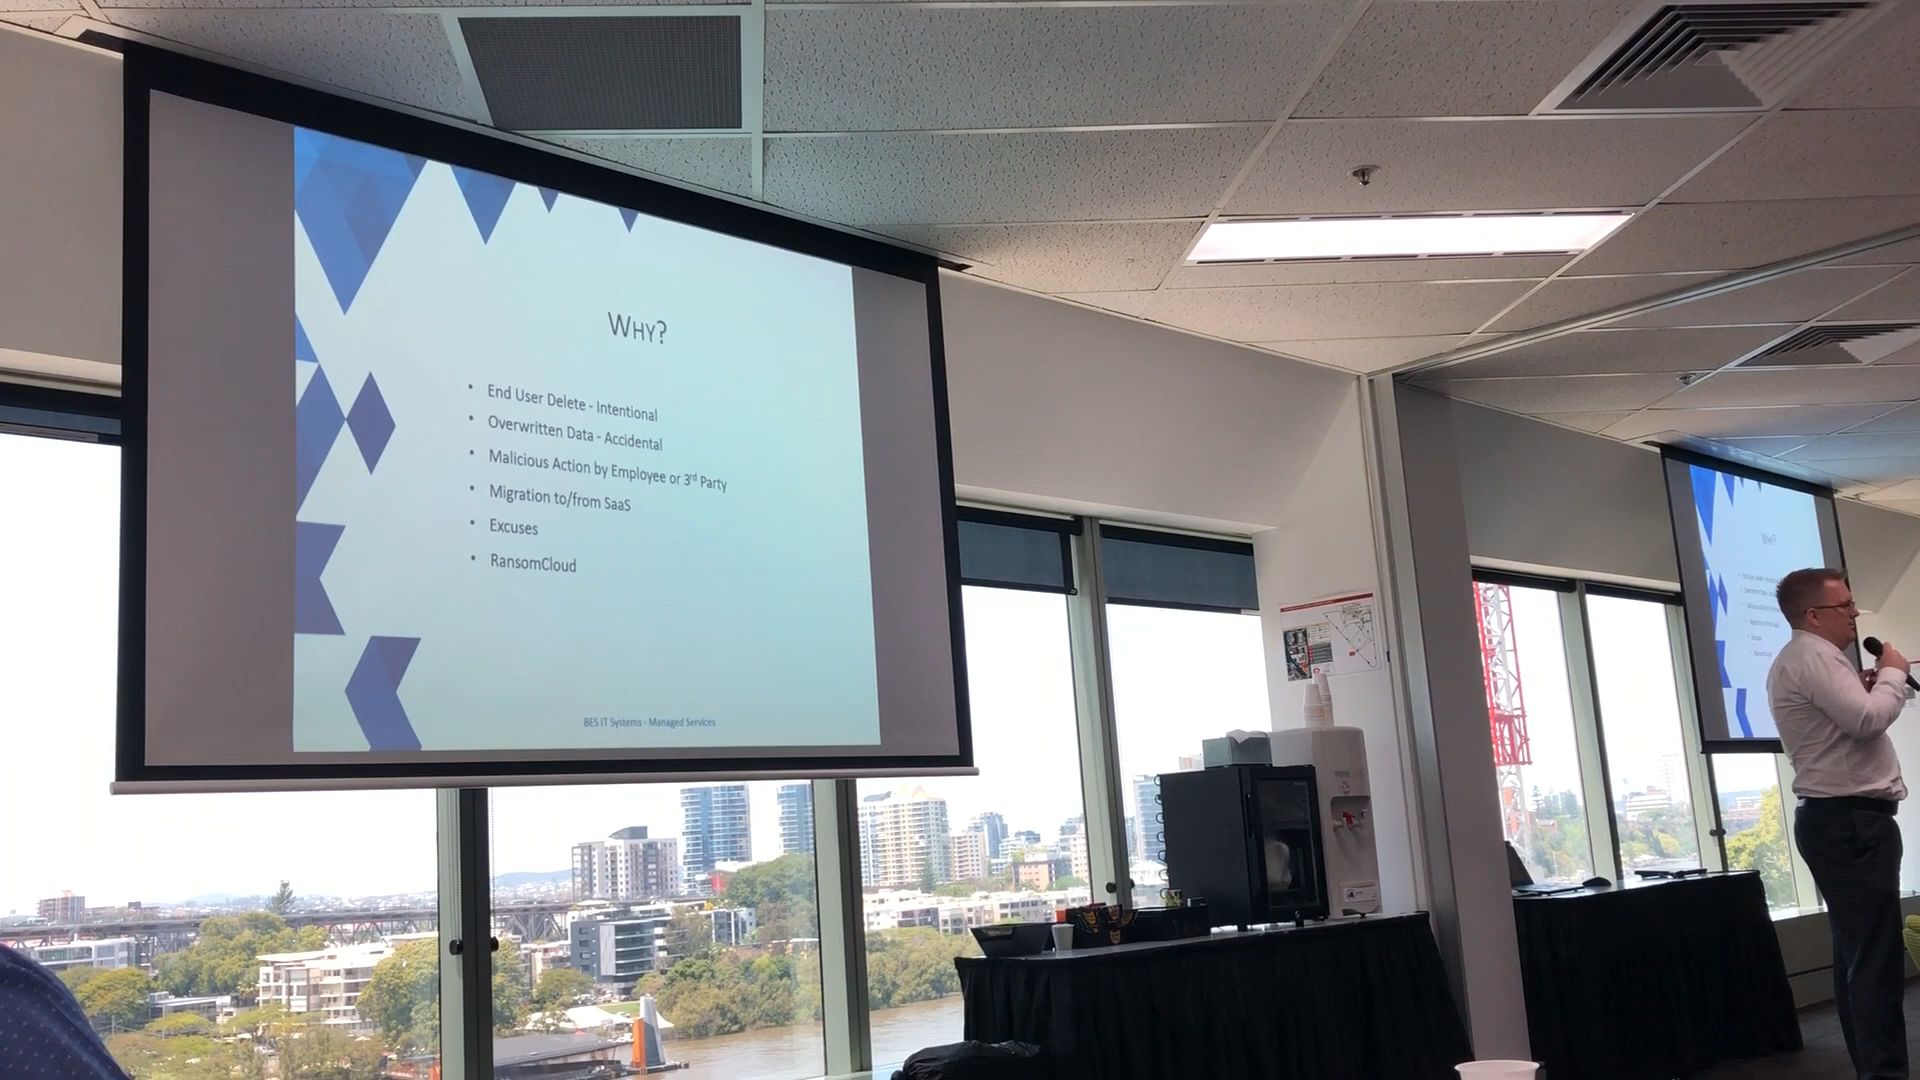 WHY?
• End User Delete - Intentional
• Overwritten Data - Accidental
• Malicious Action by Employee or 3rd Party
• Migration to/from SaaS
• Excuses
• RansomCloud
BES IT Systems - Managed Services
WHY?